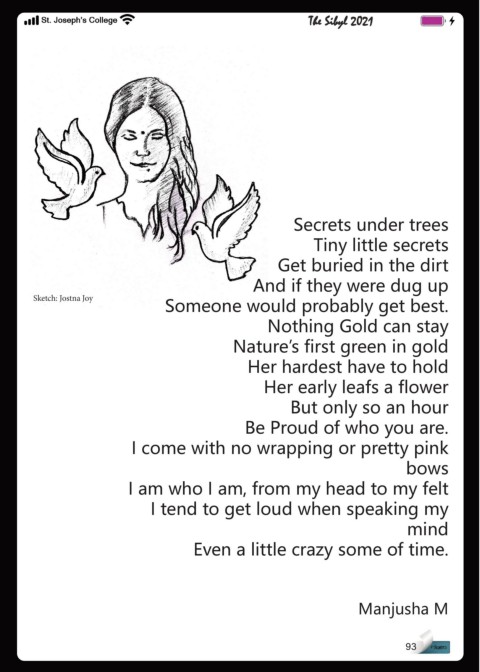 St. Joseph's College
The Sibyl 2021
Sketch: Jostna Joy
Secrets under trees
Tiny little secrets
Get buried in the dirt
And if they were dug up
Someone would probably get best.
Nothing Gold can stay
Nature's first green in gold
Her hardest have to hold
Her early leafs a flower
But only so an hour
Be Proud of who you are.
I come with no wrapping or pretty pink
bows
I am who I am, from my head to my felt
I tend to get loud when speaking my
mind
Even a little crazy some of time.
Manjusha M
93